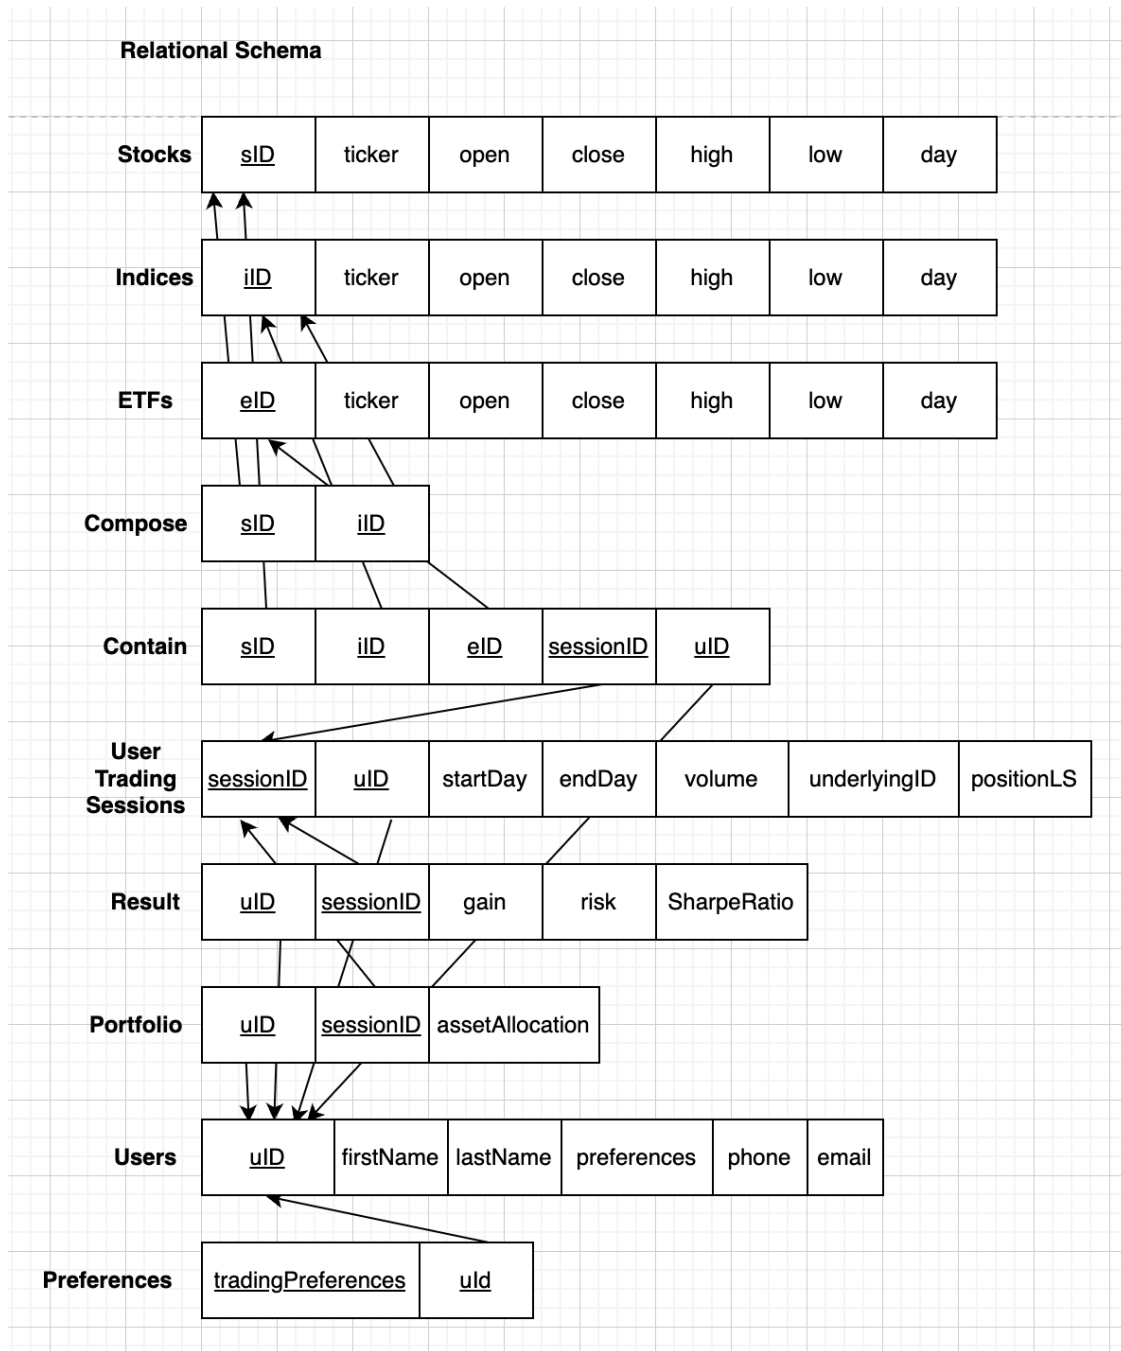 Relational Schema
Stocks sID ticker open close high low day
Indices iID ticker open close high low day
ETFs eID ticker open close high low day
Compose sID iID
Contain sID iID eID sessionID uID
User
Trading
Sessions
sessionID uID startDay endDay volume underlyingID positionLS
Result uID sessionID gain risk SharpeRatio
Portfolio uID sessionID assetAllocation
Users uID firstName lastName preferences phone email
Preferences tradingPreferences uId